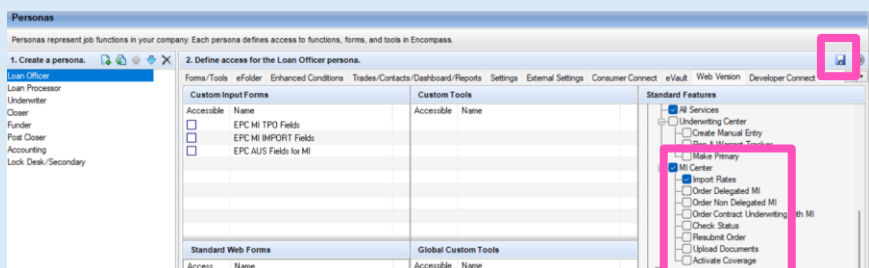 Personas
Personas represent job functions in your company. Each persona defines access to functions, forms, and tools in Encompass.
1. Create a persona.
2. Define access for the Loan Officer persona.
Loan Officer
Loan Processor
Underwriter
Closer
Funder
Post Closer
Accounting
Lock Desk/Secondary
Forms/Tools eFolder Enhanced Conditions Trades/Contacts/Dashboard/Reports Settings External Settings Consumer Connect eVault Web Version Developer Connect
Custom Input Forms
Accessible Name
EPC MI TPO Fields
EPC MI IMPORT Fields
EPC AUS Fields for MI
Standard Web Forms
Access Name
Custom Tools
Accessible Name
Global Custom Tools
Accessible Name
Standard Features
All Services
Underwriting Center
Create Manual Entry
Make Primary
MI Center
Import Rates
Order Delegated MI
Order Non Delegated MI
Order Contract Underwriting with MI
Check Status
Resubmit Order
Upload Documents
Activate Coverage